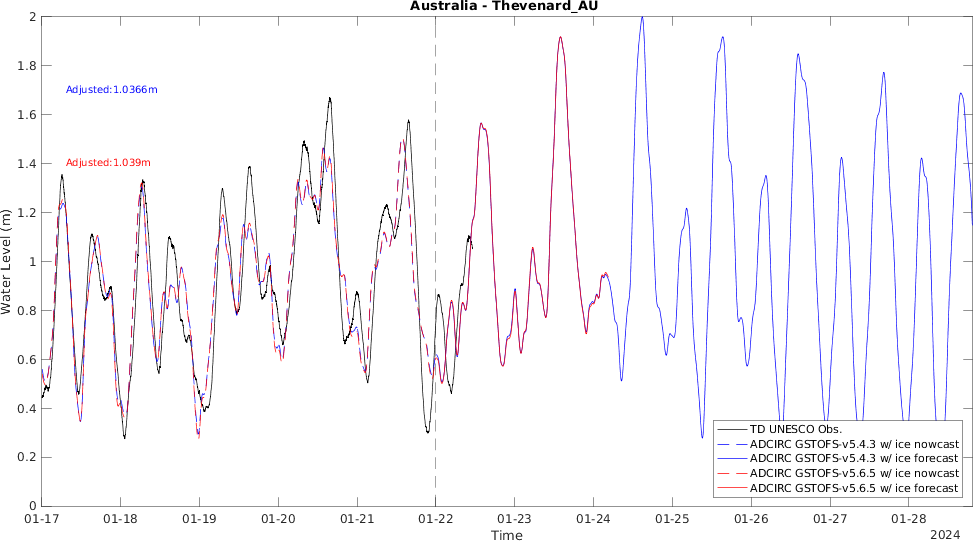 Australia - Thevenard_AU
2
1.8
1.6
1.4
1.2
1
0.8
0.6
0.4
0.2
0
Water Level (m)
Adjusted:1.0366m
Adjusted:1.039m
TD UNESCO Obs.
ADCIRC GSTOFS-v5.4.3 w/ ice nowcast
ADCIRC GSTOFS-v5.4.3 w/ ice forecast
ADCIRC GSTOFS-v5.6.5 w/ ice nowcast
ADCIRC GSTOFS-v5.6.5 w/ ice forecast
01-17 01-18 01-19 01-20 01-21 01-22 01-23 01-24 01-25 01-26 01-27 01-28
Time
2024